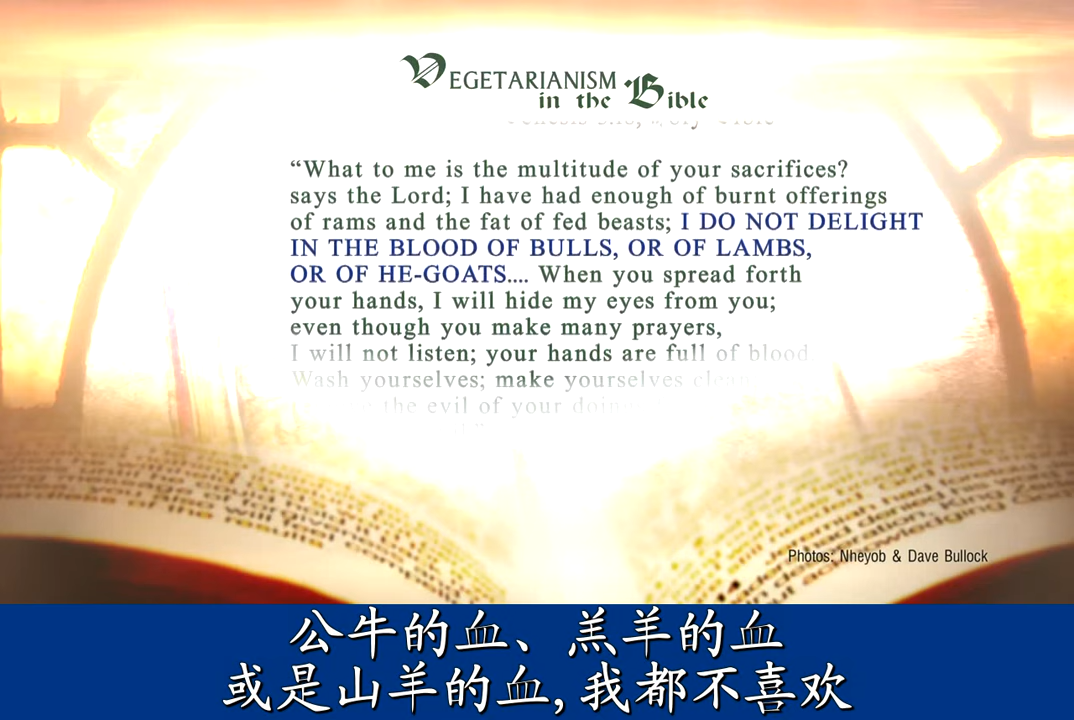 VEGETARIANISM
in the Bible
“What to me is the multitude of your sacrifices?
says the Lord; I have had enough of burnt offerings
of rams and the fat of fed beasts; I DO NOT DELIGHT
IN THE BLOOD OF BULLS, OR OF LAMBS,
OR OF HE-GOATS.... When you spread forth
your hands, I will hide my eyes from you;
even though you make many prayers,
I will not listen; your hands are full of blood
Wash yourselves; make yourselves clean
the evil of your doings
Photos: Nheyob & Dave Bullock
公牛的血、羔羊的血
或是山羊的血,我都不喜欢